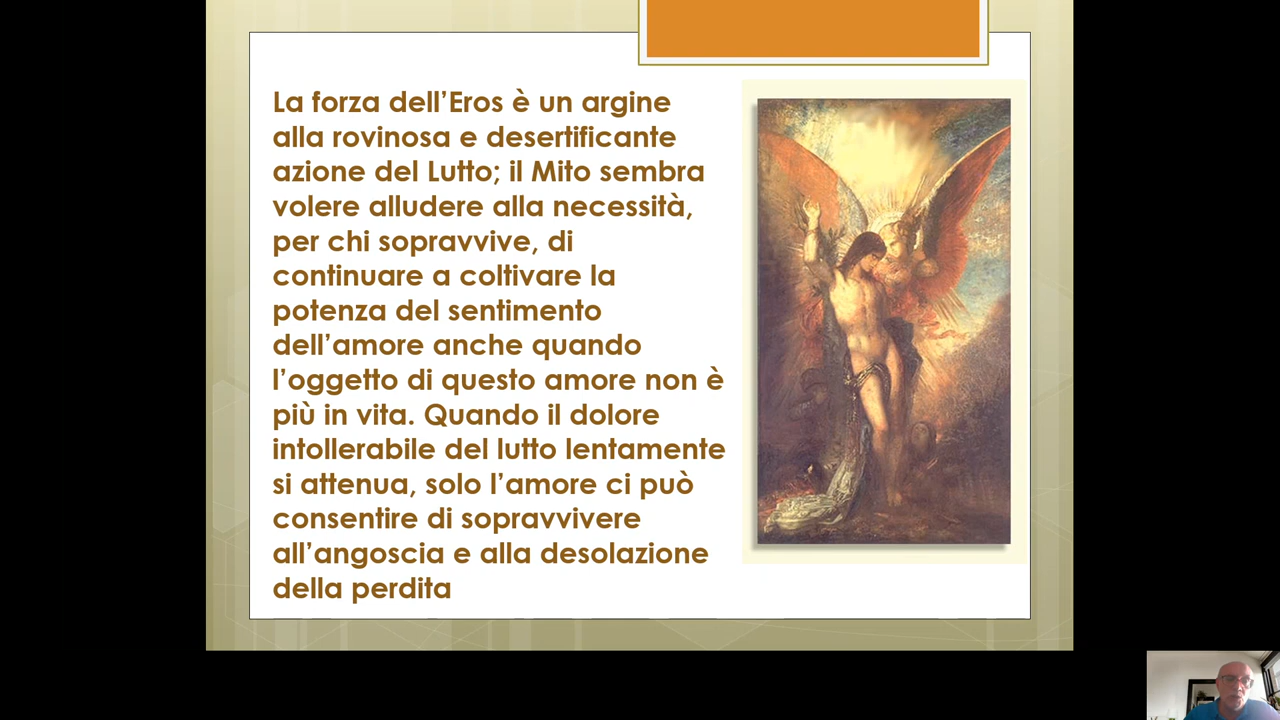 La forza dell’Eros è un argine
alla rovinosa e desertificante
azione del Lutto; il Mito sembra
volere alludere alla necessità,
per chi sopravvive, di
continuare a coltivare la
potenza del sentimento
dell’amore anche quando
l’oggetto di questo amore non è
più in vita. Quando il dolore
intollerabile del lutto lentamente
si attenua, solo l’amore ci può
consentire di sopravvivere
all’angoscia e alla desolazione
della perdita